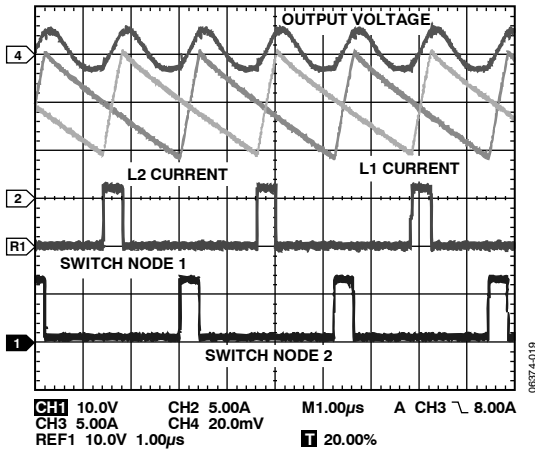 OUTPUT VOLTAGE
4
L2 CURRENT
L1 CURRENT
2
R1
SWITCH NODE 1
1
SWITCH NODE 2
06374-019
CH1 10.0V CH2 5.00A M1.00µs A CH3 8.00A
CH3 5.00A CH4 20.0mV
REF1 10.0V 1.00µs T 20.00%